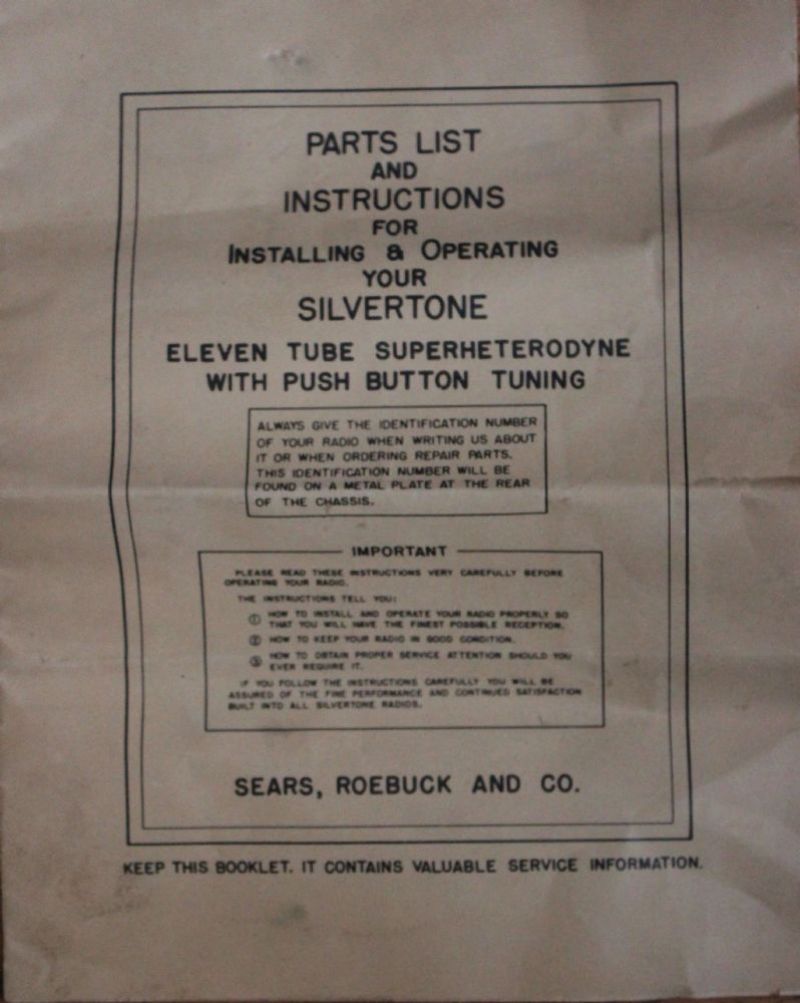 PARTS LIST
AND
INSTRUCTIONS
FOR
INSTALLING & OPERATING
YOUR
SILVERTONE
ELEVEN TUBE SUPERHETERODYNE
WITH PUSH BUTTON TUNING
ALWAYS GIVE THE IDENTIFICATION NUMBER
OF YOUR RADIO WHEN WRITING US ABOUT
IT OR WHEN ORDERING REPAIR PARTS.
THIS IDENTIFICATION NUMBER WILL BE
FOUND ON A METAL PLATE AT THE REAR
OF THE CHASSIS.
IMPORTANT
PLEASE READ THESE INSTRUCTIONS VERY CAREFULLY BEFORE
OPERATING YOUR RADIO.
THE INSTRUCTIONS TELL YOU:
① HOW TO INSTALL AND OPERATE YOUR RADIO PROPERLY SO
THAT YOU WILL HAVE THE FINEST POSSIBLE RECEPTION.
② HOW TO KEEP YOUR RADIO IN GOOD CONDITION.
③ HOW TO OBTAIN PROPER SERVICE ATTENTION SHOULD YOU
EVER REQUIRE IT.
IF YOU FOLLOW THE INSTRUCTIONS CAREFULLY YOU WILL BE
ASSURED OF THE FINE PERFORMANCE AND CONTINUED SATISFACTION
BUILT INTO ALL SILVERTONE RADIOS.
SEARS, ROEBUCK AND CO.
KEEP THIS BOOKLET. IT CONTAINS VALUABLE SERVICE INFORMATION.